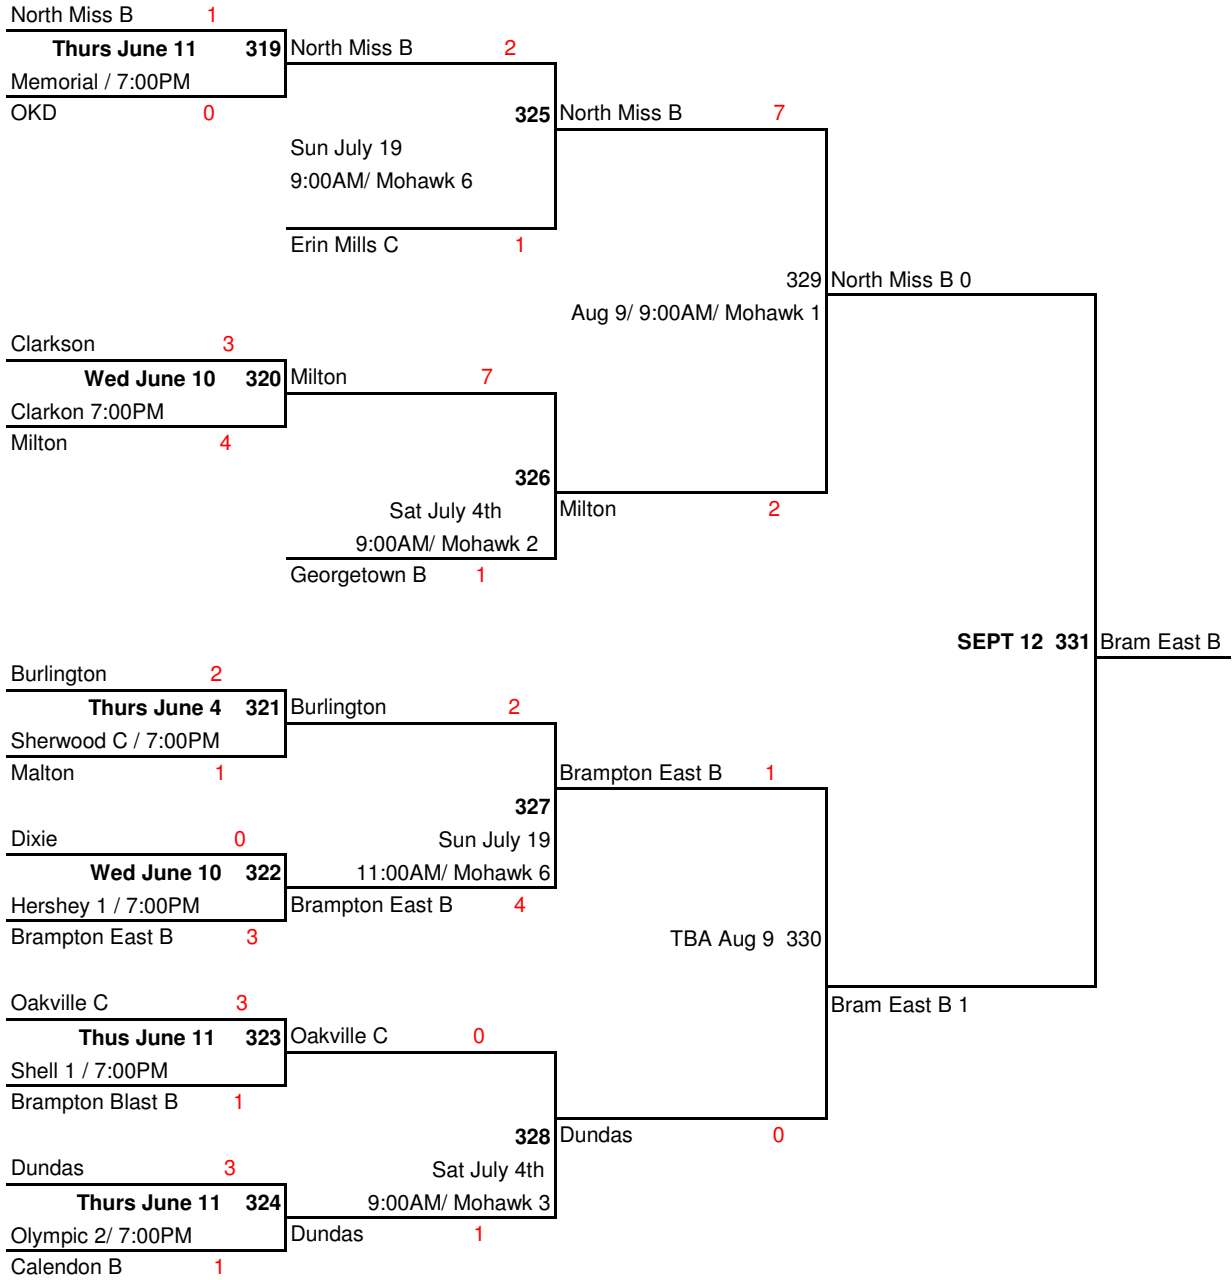 North Miss B 1
Thurs June 11 319 North Miss B 2
Memorial / 7:00PM
OKD 0 325 North Miss B 7
Sun July 19
9:00AM/ Mohawk 6
Erin Mills C 1
329 North Miss B 0
Aug 9/ 9:00AM/ Mohawk 1
Clarkson 3
Wed June 10 320 Milton 7
Clarkon 7:00PM
Milton 4
326
Sat July 4th Milton 2
9:00AM/ Mohawk 2
Georgetown B 1
SEPT 12 331 Bram East B
Burlington 2
Thurs June 4 321 Burlington 2
Sherwood C / 7:00PM
Malton 1 Brampton East B 1
327
Dixie 0 Sun July 19
Wed June 10 322 11:00AM/ Mohawk 6
Hershey 1 / 7:00PM Brampton East B 4
Brampton East B 3 TBA Aug 9 330
Oakville C 3 Bram East B 1
Thus June 11 323 Oakville C 0
Shell 1 / 7:00PM
Brampton Blast B 1
328 Dundas 0
Dundas 3 Sat July 4th
Thurs June 11 324 9:00AM/ Mohawk 3
Olympic 2/ 7:00PM Dundas 1
Calendon B 1